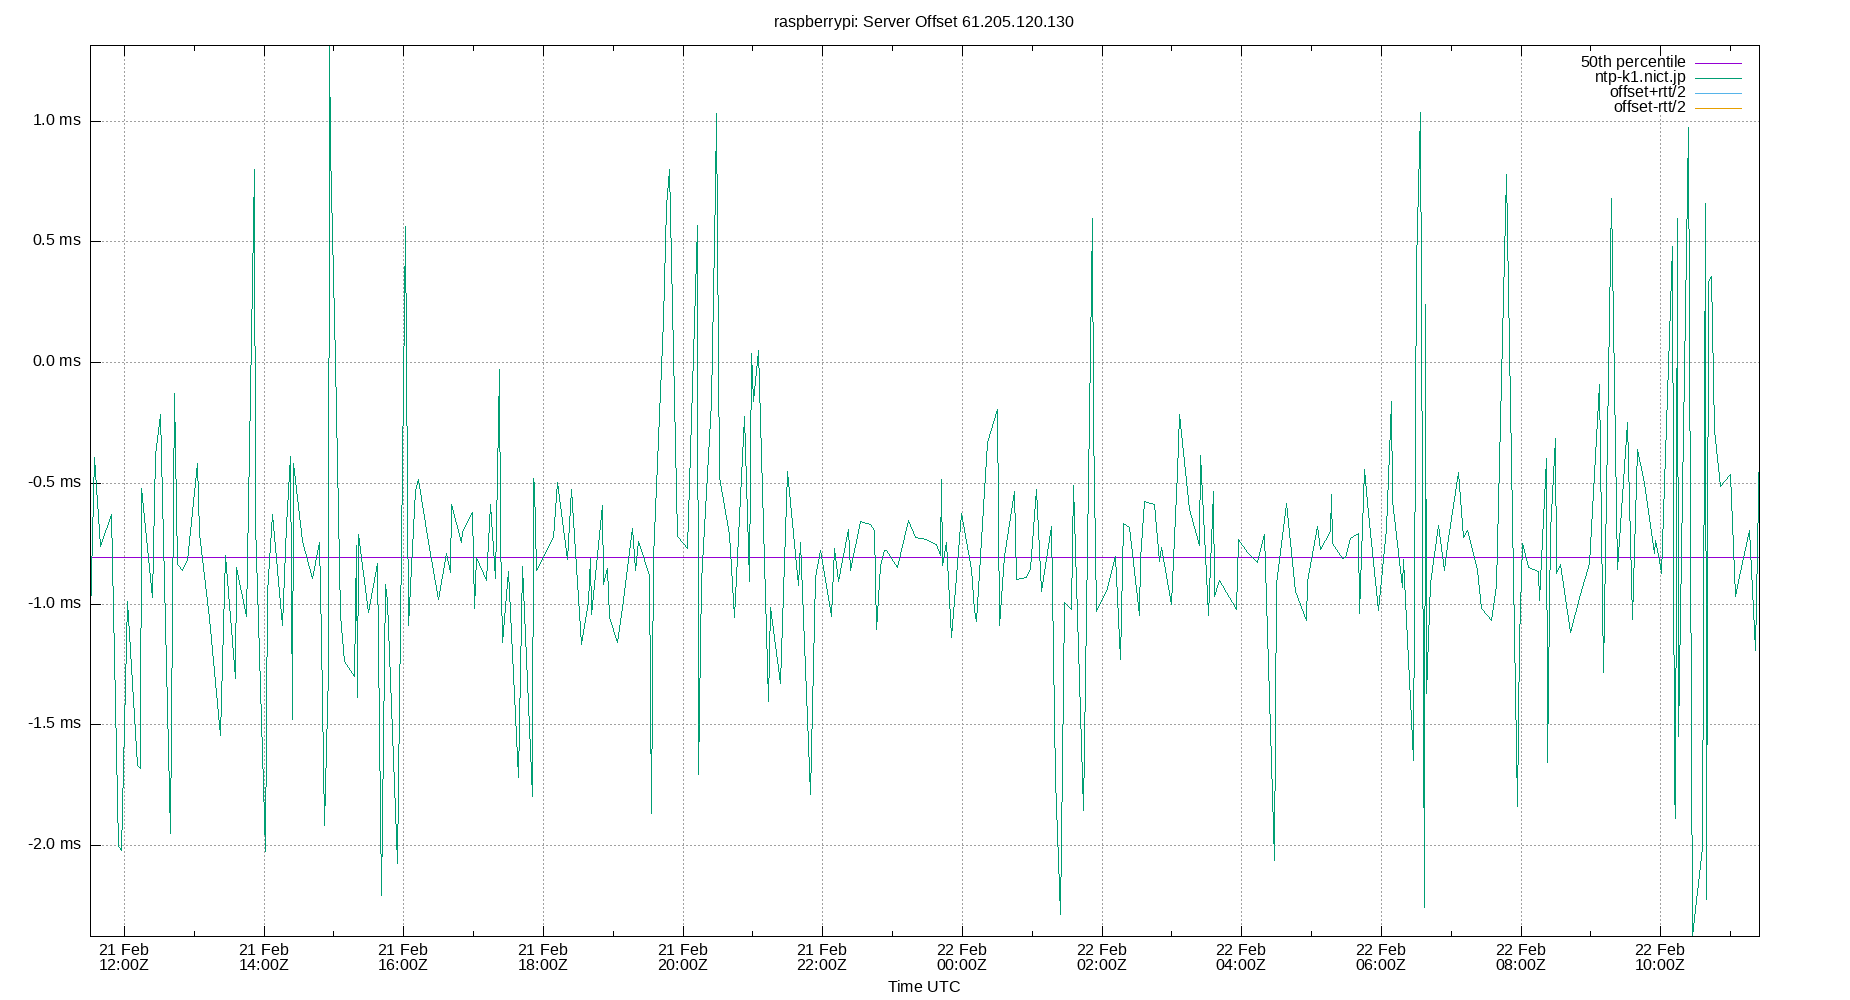 raspberrypi: Server Offset 61.205.120.130
50th percentile
ntp-k1.nict.jp
offset+rtt/2
offset-rtt/2
1.0 ms
0.5 ms
0.0 ms
-0.5 ms
-1.0 ms
-1.5 ms
-2.0 ms
21 Feb 21 Feb 21 Feb 21 Feb 21 Feb 21 Feb 22 Feb 22 Feb 22 Feb 22 Feb 22 Feb 22 Feb
12:00Z 14:00Z 16:00Z 18:00Z 20:00Z 22:00Z 00:00Z 02:00Z 04:00Z 06:00Z 08:00Z 10:00Z
Time UTC